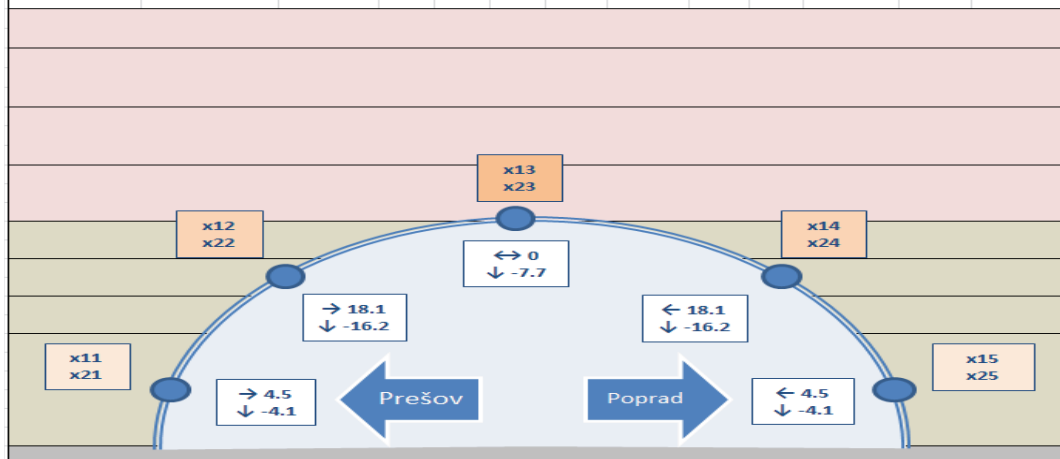 x13
x23
x12
x22
x14
x24
↔ 0
↓ -7.7
→ 18.1
↓ -16.2
← 18.1
↓ -16.2
x11
x21
x15
x25
→ 4.5
↓ -4.1
Prešov
Poprad
← 4.5
↓ -4.1